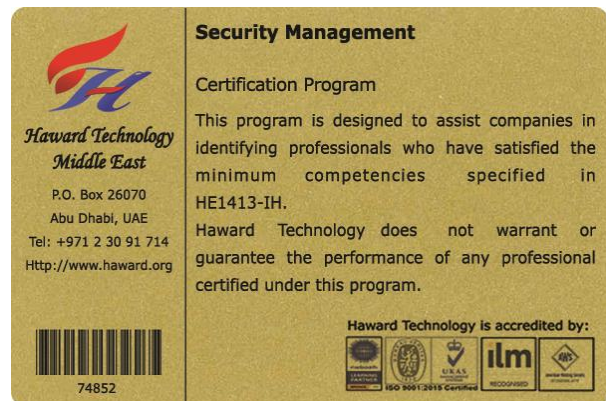 Haward Technology
Middle East
P.O. Box 26070
Abu Dhabi, UAE
Tel: +971 2 30 91 714
Http://www.haward.org
74852
Security Management
Certification Program
This program is designed to assist companies in
identifying professionals who have satisfied the
minimum competencies specified in
HE1413-IH.
Haward Technology does not warrant or
guarantee the performance of any professional
certified under this program.
Haward Technology is accredited by:
UKAS
ISO 9001:2015 Certified
ilm
RECOGNISED
AWS